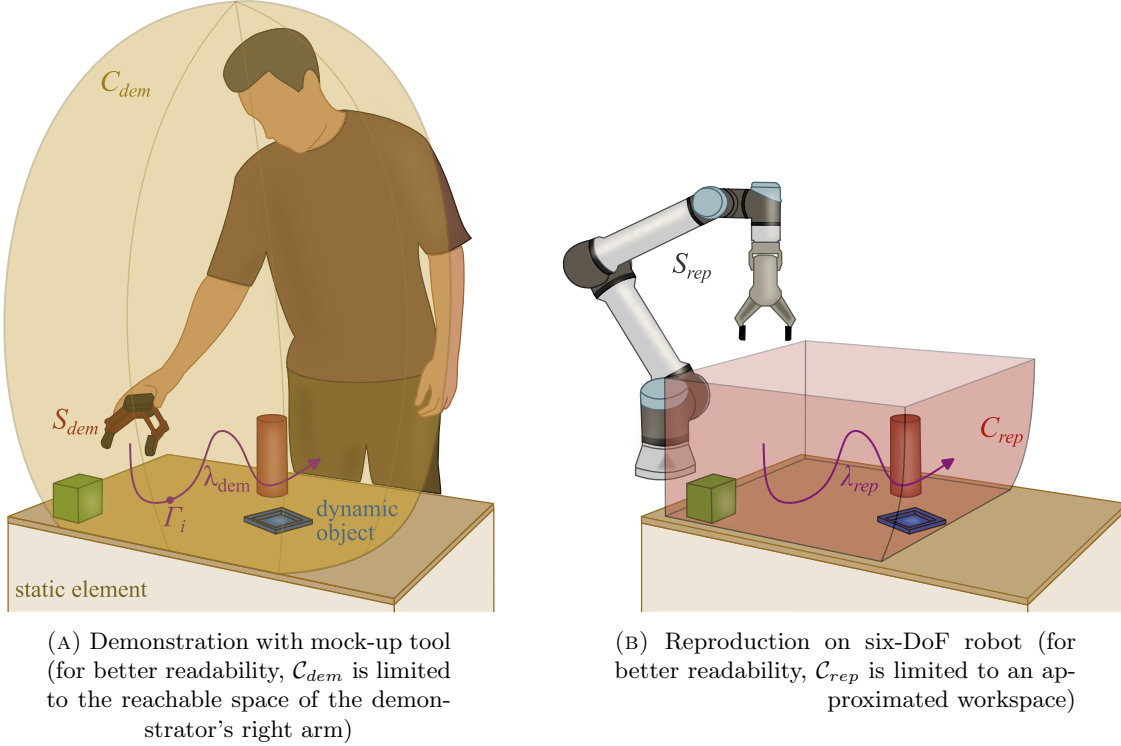 C_dem
S_dem
λ_dem
Γ_i
dynamic
object
static element
(A) Demonstration with mock-up tool
(for better readability, 𝒞_dem is limited
to the reachable space of the demon-
strator's right arm)
S_rep
C_rep
λ_rep
(B) Reproduction on six-DoF robot (for
better readability, 𝒞_rep is limited to an ap-
proximated workspace)